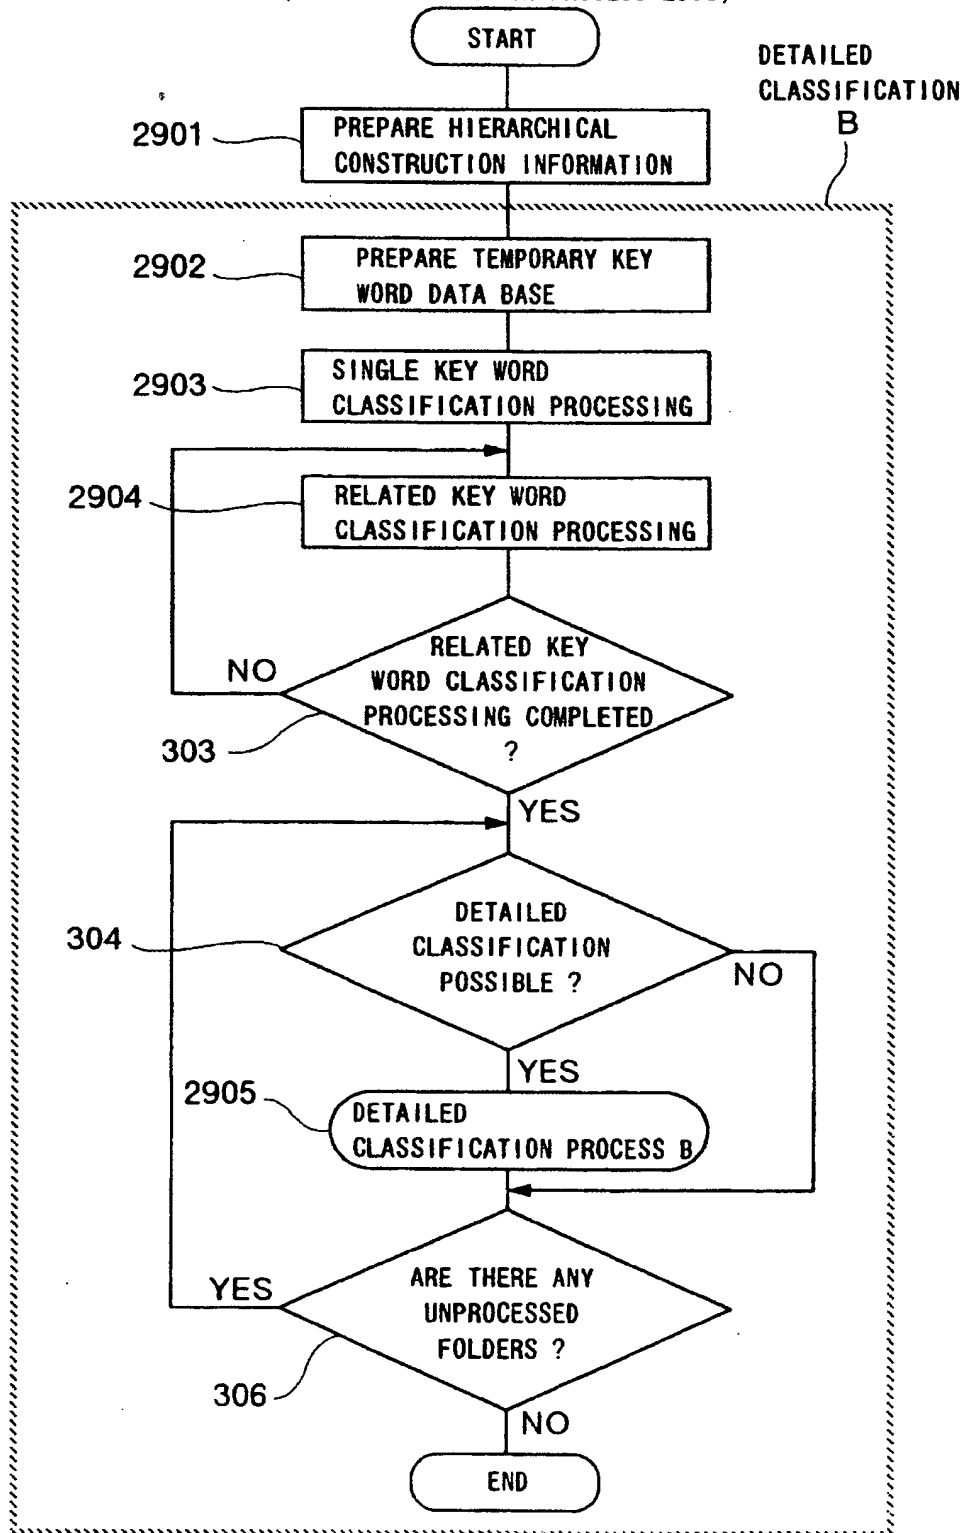 START
DETAILED
CLASSIFICATION
B
2901
PREPARE HIERARCHICAL
CONSTRUCTION INFORMATION
2902
PREPARE TEMPORARY KEY
WORD DATA BASE
2903
SINGLE KEY WORD
CLASSIFICATION PROCESSING
2904
RELATED KEY WORD
CLASSIFICATION PROCESSING
RELATED KEY
WORD CLASSIFICATION
PROCESSING COMPLETED
?
NO
303
YES
304
DETAILED
CLASSIFICATION
POSSIBLE ?
NO
YES
2905
DETAILED
CLASSIFICATION PROCESS B
YES
ARE THERE ANY
UNPROCESSED
FOLDERS ?
306
NO
END